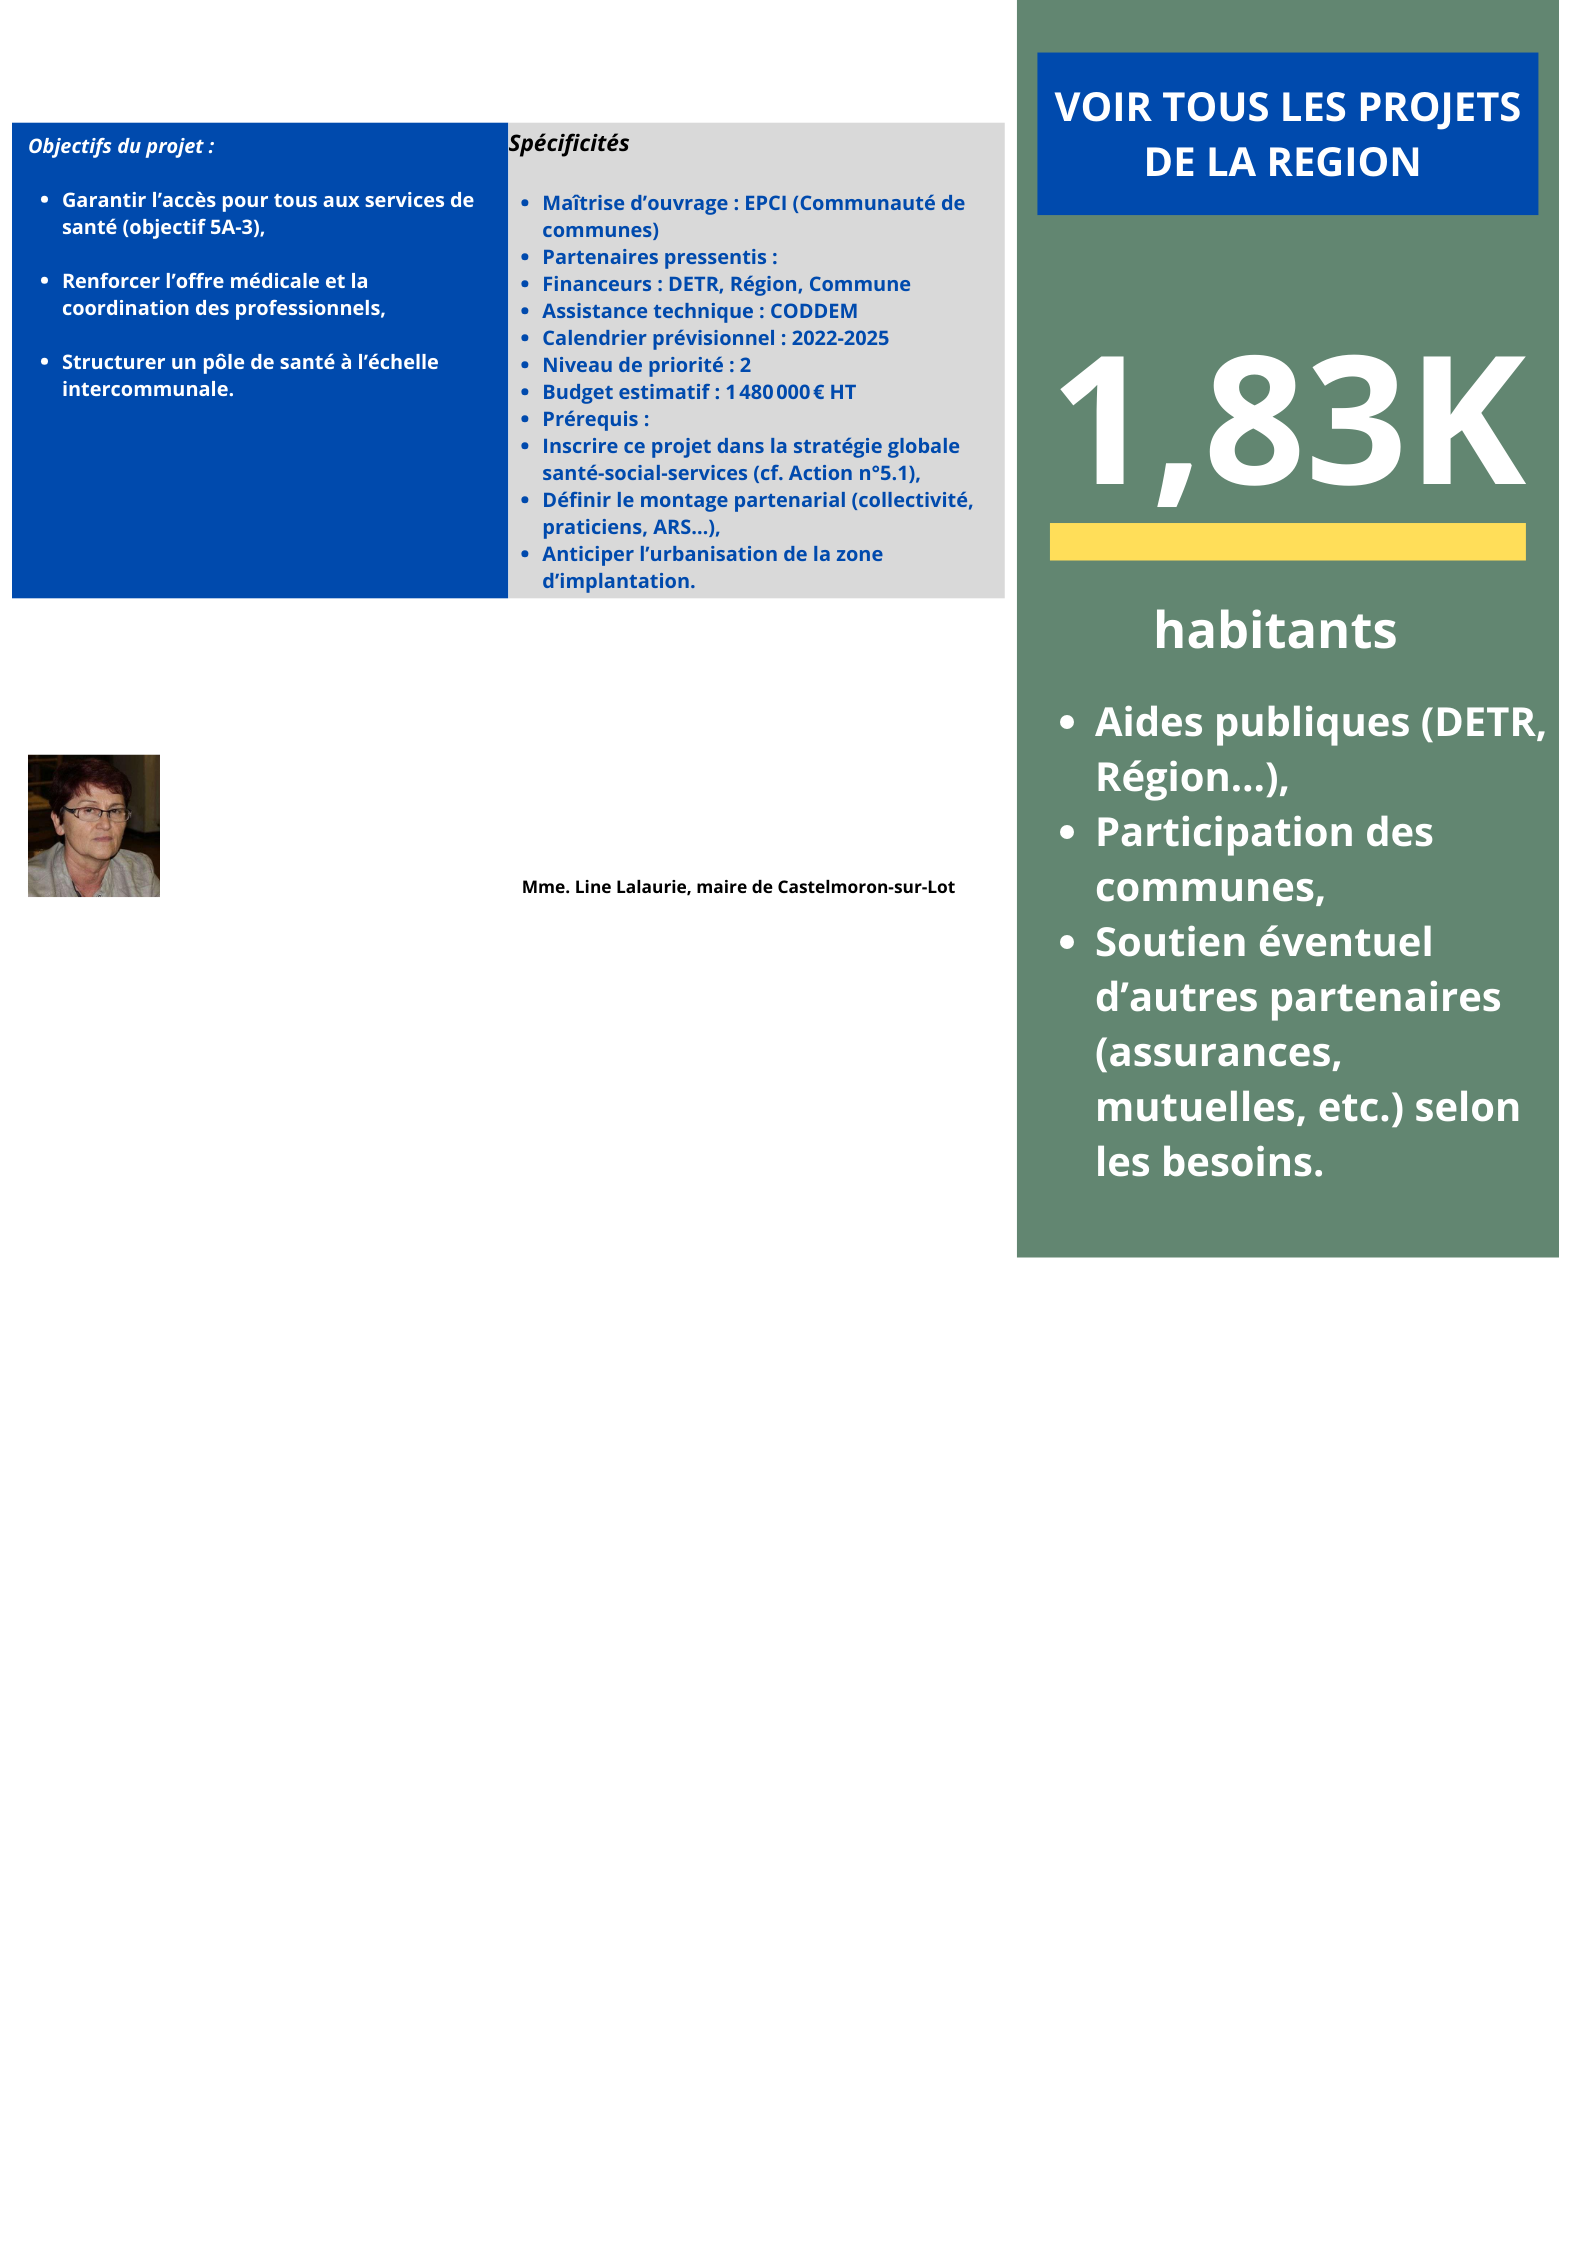 Objectifs du projet :
• Garantir l’accès pour tous aux services de
santé (objectif 5A-3),
• Renforcer l’offre médicale et la
coordination des professionnels,
• Structurer un pôle de santé à l’échelle
intercommunale.
Spécificités
• Maîtrise d’ouvrage : EPCI (Communauté de
communes)
• Partenaires pressentis :
• Financeurs : DETR, Région, Commune
• Assistance technique : CODDEM
• Calendrier prévisionnel : 2022-2025
• Niveau de priorité : 2
• Budget estimatif : 1 480 000 € HT
• Prérequis :
• Inscrire ce projet dans la stratégie globale
santé-social-services (cf. Action n°5.1),
• Définir le montage partenarial (collectivité,
praticiens, ARS…),
• Anticiper l’urbanisation de la zone
d’implantation.
Mme. Line Lalaurie, maire de Castelmoron-sur-Lot
VOIR TOUS LES PROJETS
DE LA REGION
1,83K
habitants
• Aides publiques (DETR,
Région…),
• Participation des
communes,
• Soutien éventuel
d’autres partenaires
(assurances,
mutuelles, etc.) selon
les besoins.